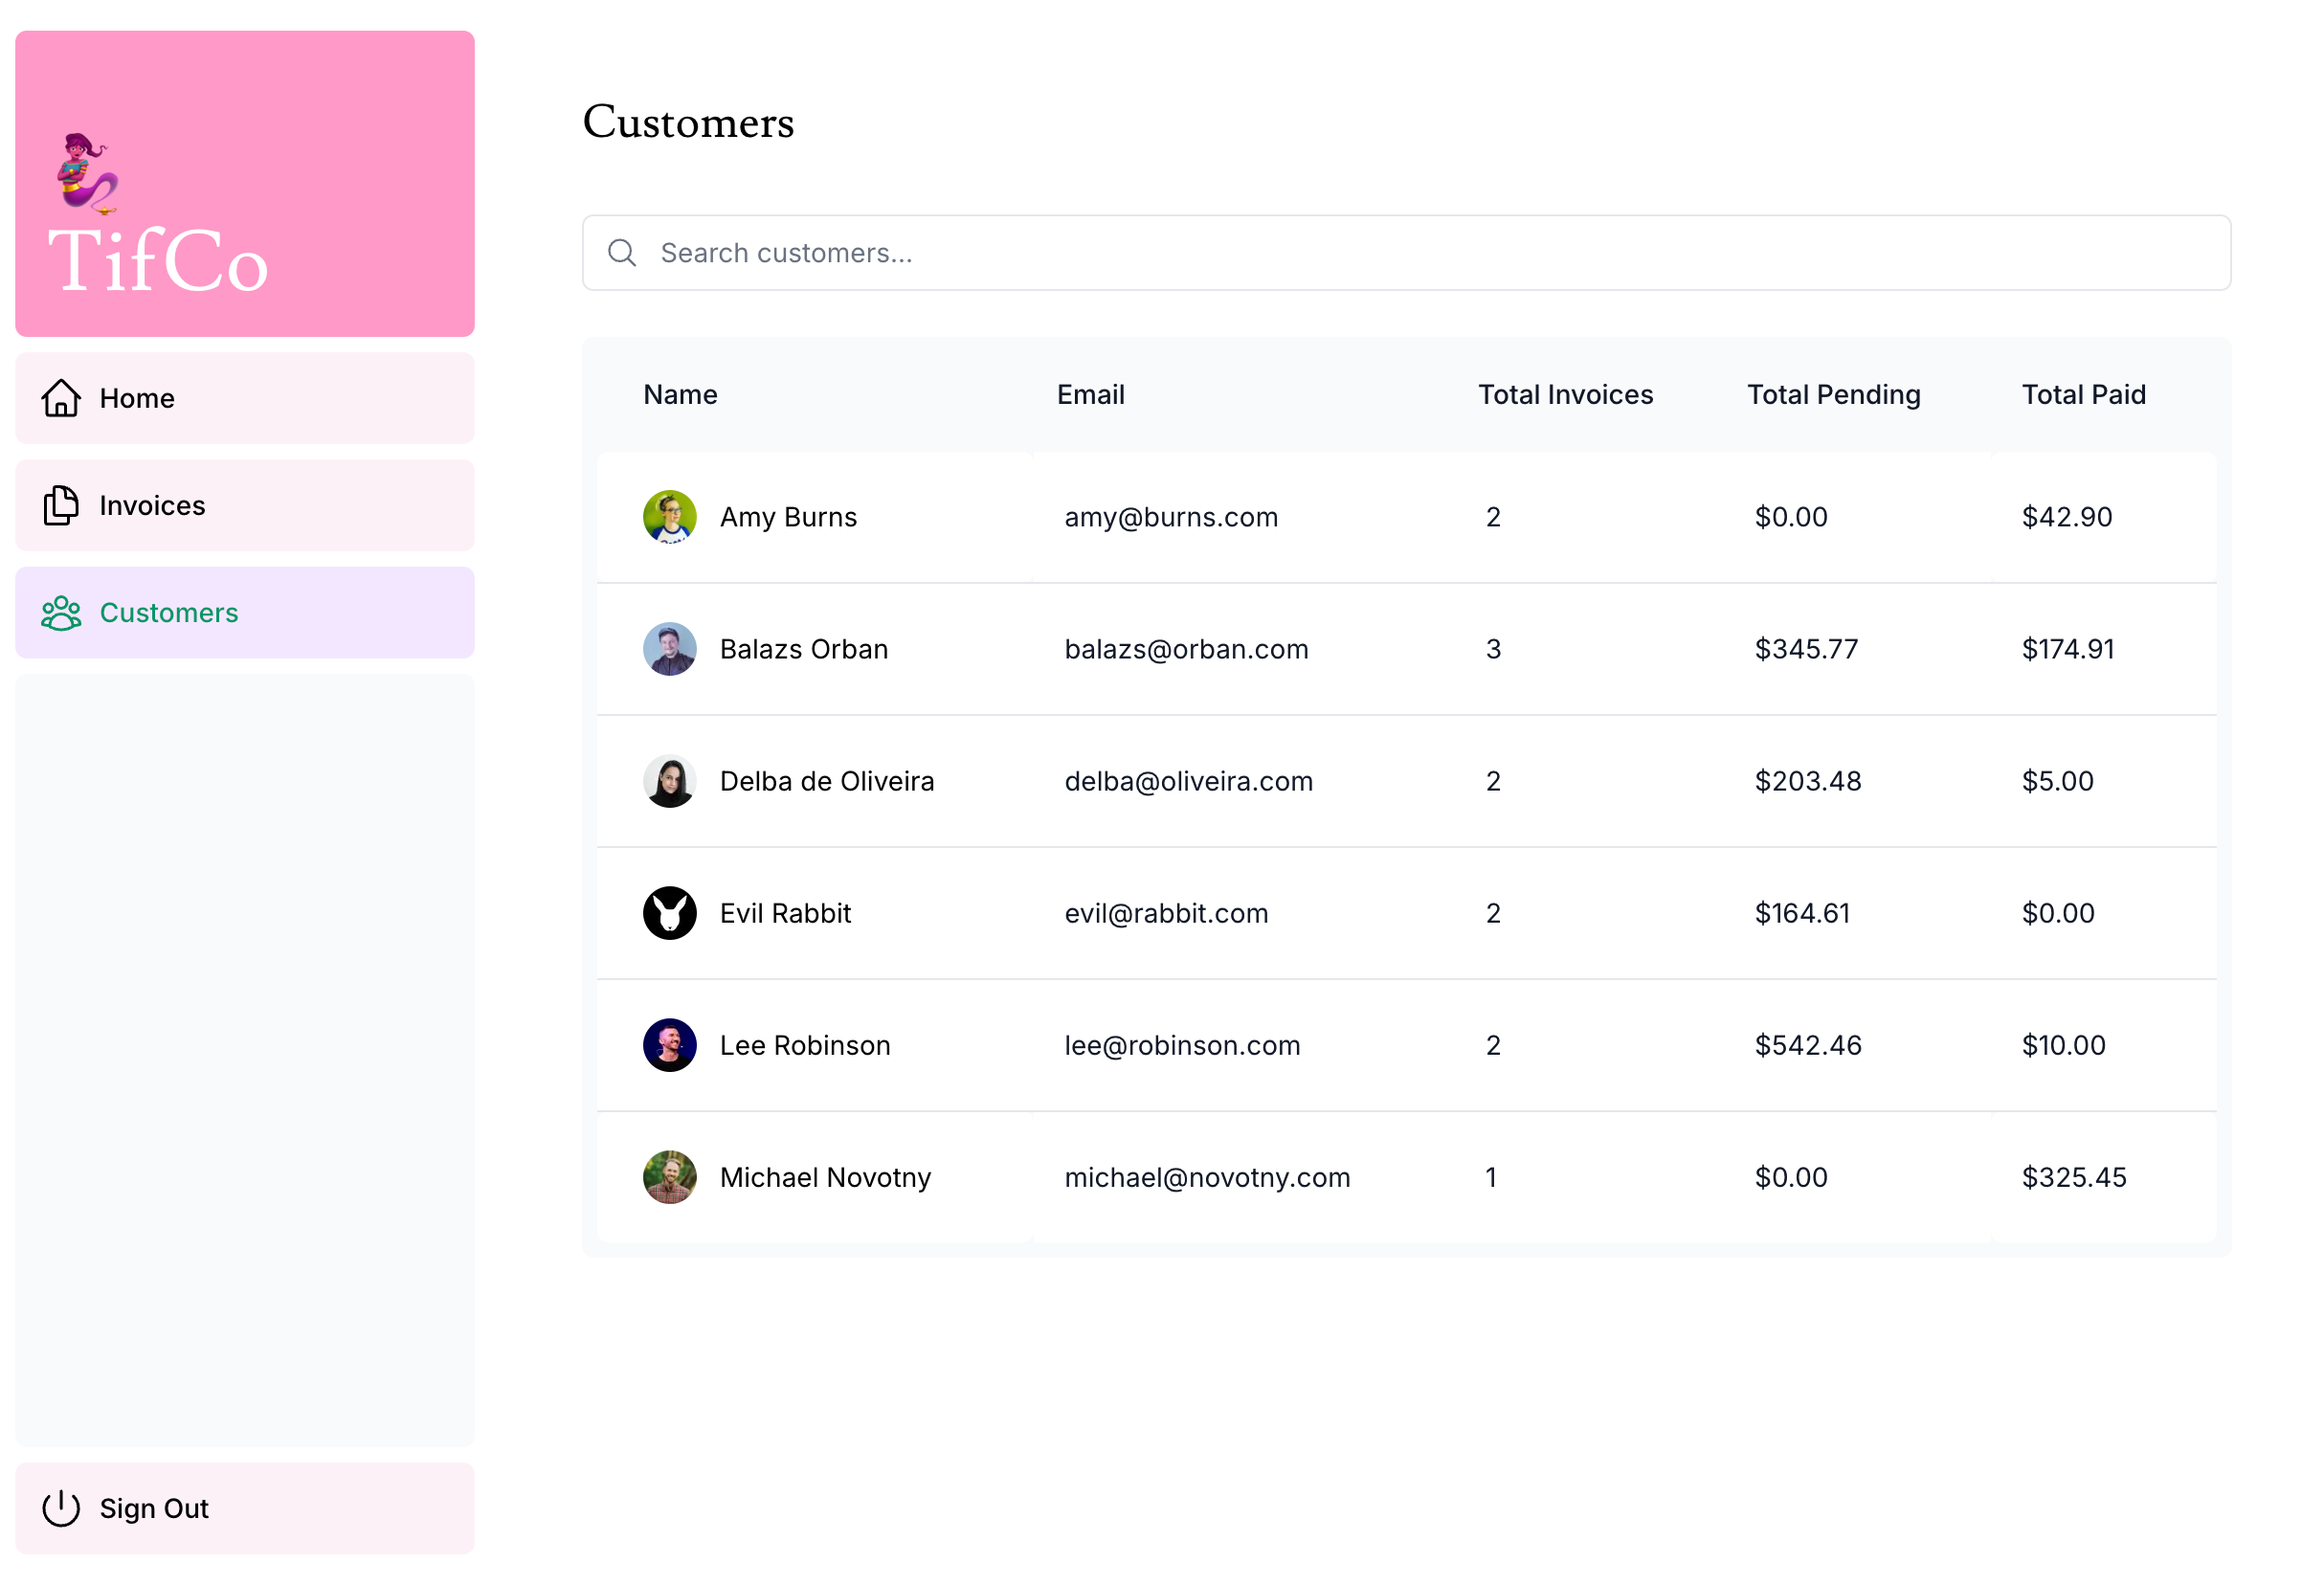 TifCo
Home
Invoices
Customers
Sign Out
Customers
Search customers...
Name Email Total Invoices Total Pending Total Paid
Amy Burns amy@burns.com 2 $0.00 $42.90
Balazs Orban balazs@orban.com 3 $345.77 $174.91
Delba de Oliveira delba@oliveira.com 2 $203.48 $5.00
Evil Rabbit evil@rabbit.com 2 $164.61 $0.00
Lee Robinson lee@robinson.com 2 $542.46 $10.00
Michael Novotny michael@novotny.com 1 $0.00 $325.45